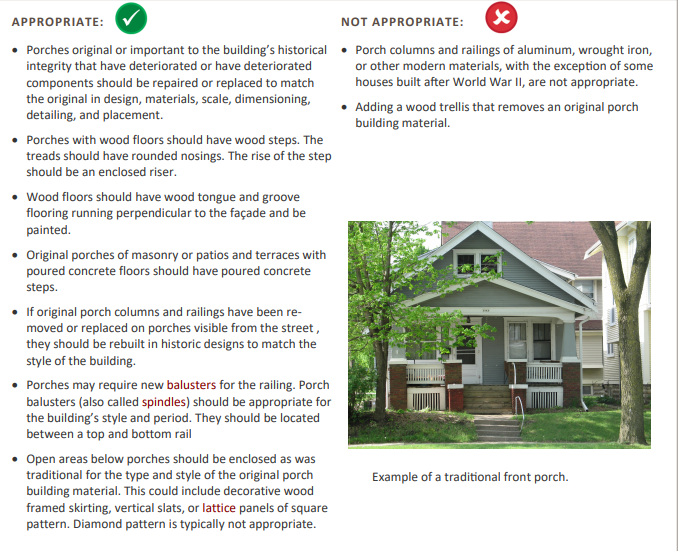 APPROPRIATE:
• Porches original or important to the building’s historical
integrity that have deteriorated or have deteriorated
components should be repaired or replaced to match
the original in design, materials, scale, dimensioning,
detailing, and placement.
• Porches with wood floors should have wood steps. The
treads should have rounded nosings. The rise of the step
should be an enclosed riser.
• Wood floors should have wood tongue and groove
flooring running perpendicular to the façade and be
painted.
• Original porches of masonry or patios and terraces with
poured concrete floors should have poured concrete
steps.
• If original porch columns and railings have been re-
moved or replaced on porches visible from the street ,
they should be rebuilt in historic designs to match the
style of the building.
• Porches may require new balusters for the railing. Porch
balusters (also called spindles) should be appropriate for
the building’s style and period. They should be located
between a top and bottom rail
• Open areas below porches should be enclosed as was
traditional for the type and style of the original porch
building material. This could include decorative wood
framed skirting, vertical slats, or lattice panels of square
pattern. Diamond pattern is typically not appropriate.
NOT APPROPRIATE:
• Porch columns and railings of aluminum, wrought iron,
or other modern materials, with the exception of some
houses built after World War II, are not appropriate.
• Adding a wood trellis that removes an original porch
building material.
Example of a traditional front porch.